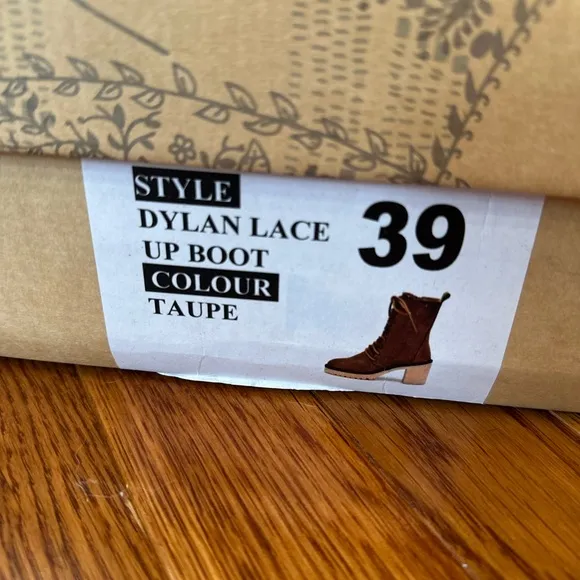 STYLE
DYLAN LACE
UP BOOT
COLOUR
TAUPE
39